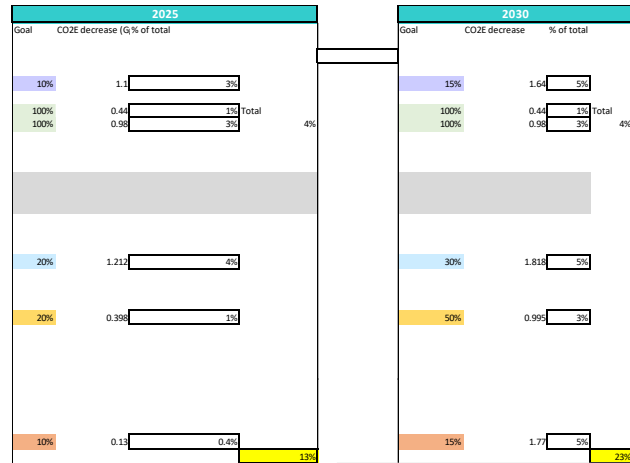 2025 2030
Goal CO2E decrease (G % of total Goal CO2E decrease % of total
10% 1.1 3% 15% 1.64 5%
100% 0.44 1% Total 100% 0.44 1% Total
100% 0.98 3% 4% 100% 0.98 3% 4%
20% 1.212 4% 30% 1.818 5%
20% 0.398 1% 50% 0.995 3%
10% 0.13 0.4% 15% 1.77 5%
13% 23%